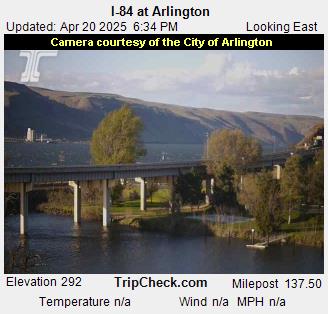 I-84 at Arlington
Updated: Apr 20 2025 6:34 PM Looking East
Camera courtesy of the City of Arlington
Elevation 292 TripCheck.com Milepost 137.50
Temperature n/a Wind n/a MPH n/a